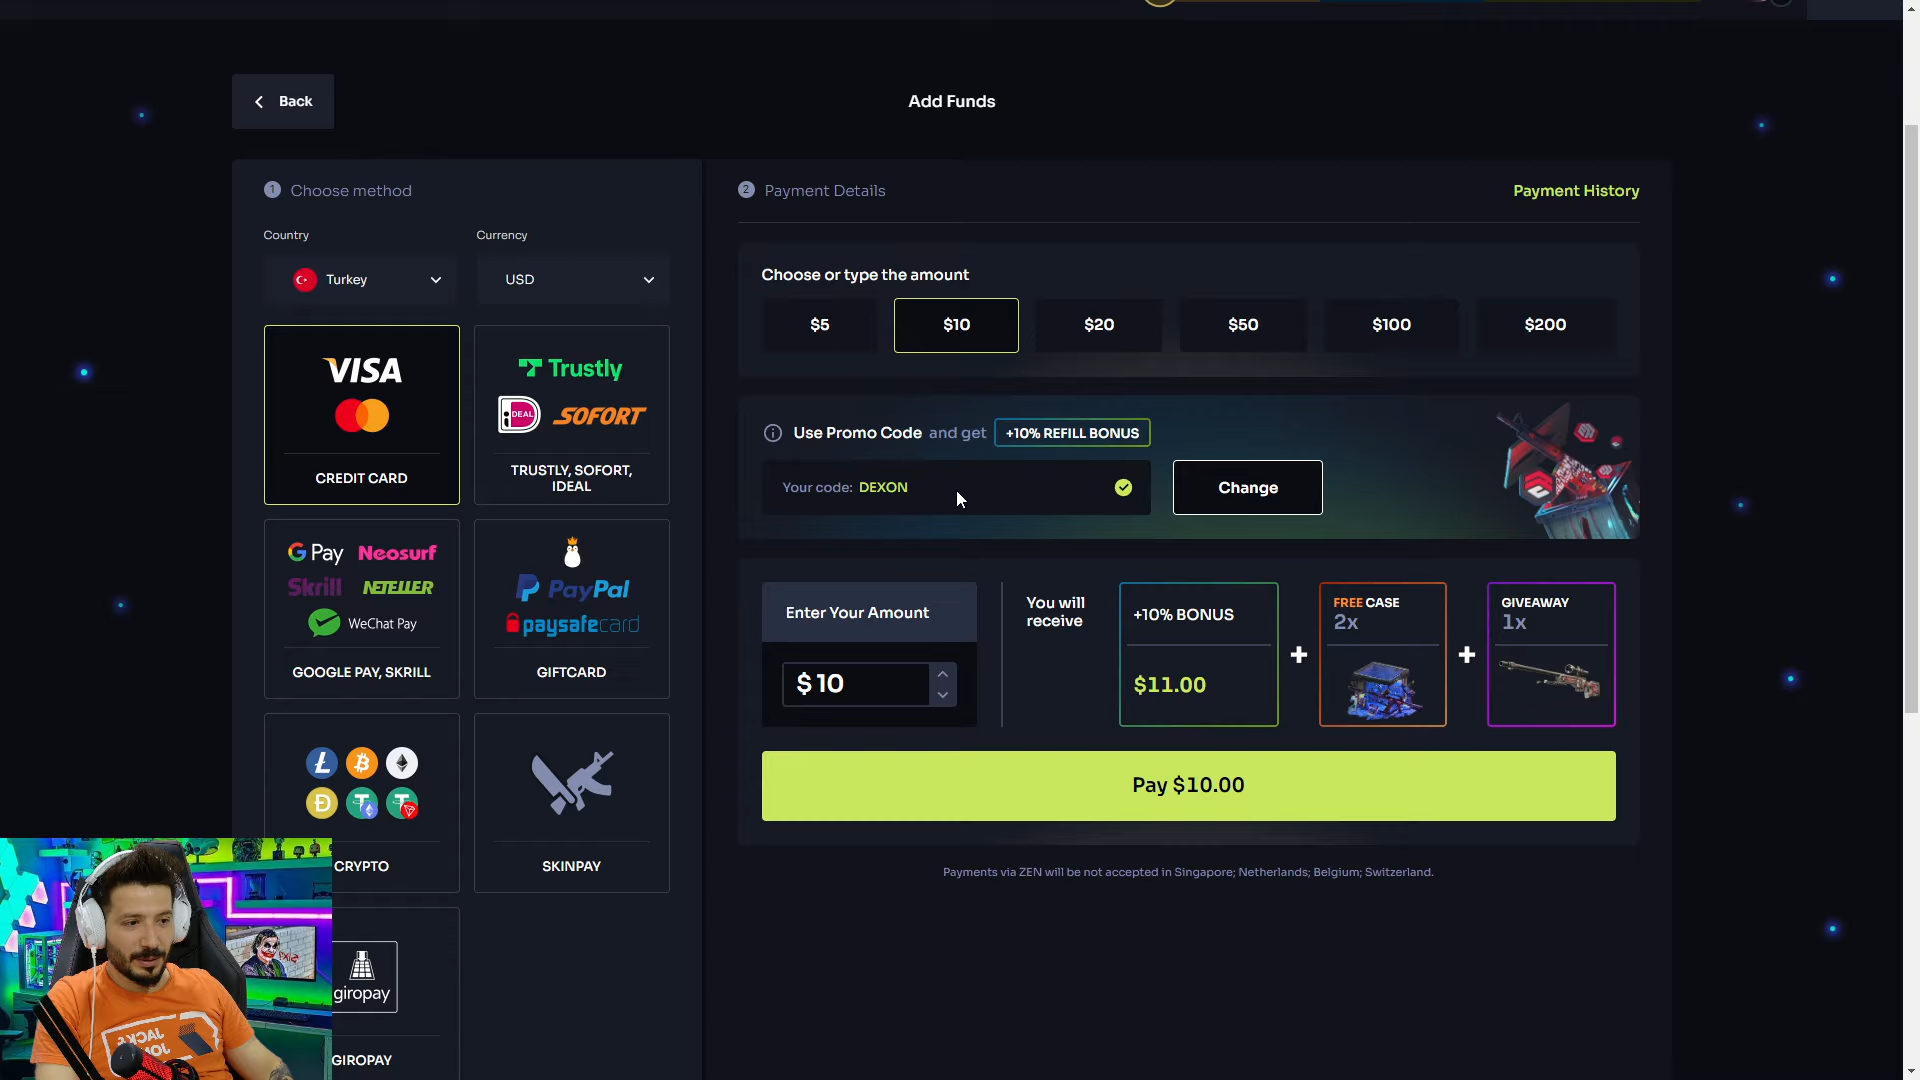 Back
Add Funds
1 Choose method
Country
Currency
Turkey
USD
VISA
CREDIT CARD
Trustly
iDEAL SOFORT
TRUSTLY, SOFORT,
IDEAL
G Pay Neosurf
Skrill NETELLER
WeChat Pay
GOOGLE PAY, SKRILL
PayPal
paysafecard
GIFTCARD
CRYPTO
SKINPAY
giropay
GIROPAY
2 Payment Details
Payment History
Choose or type the amount
$5
$10
$20
$50
$100
$200
Use Promo Code and get +10% REFILL BONUS
Your code: DEXON
Change
Enter Your Amount
$ 10
You will
receive
+10% BONUS
$11.00
+
FREE CASE
2x
+
GIVEAWAY
1x
Pay $10.00
Payments via ZEN will be not accepted in Singapore; Netherlands; Belgium; Switzerland.